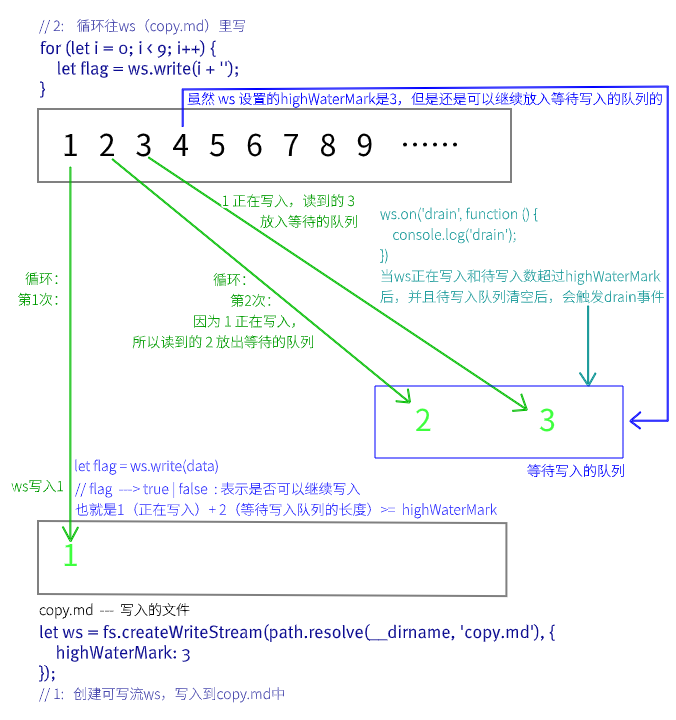 // 2:   循环往ws（copy.md）里写
for (let i = 0; i < 9; i++) {
let flag = ws.write(i + '');
}
虽然 ws 设置的highWaterMark是3，但是还是可以继续放入等待写入的队列的
1 2 3 4 5 6 7 8 9 ······
1 正在写入，读到的 3
放入等待的队列
ws.on('drain', function () {
console.log('drain');
})
当ws正在写入和待写入数超过highWaterMark
后，并且待写入队列清空后，会触发drain事件
循环：
第1次：
循环：
第2次：
因为 1 正在写入，
所以读到的 2 放出等待的队列
2 3
等待写入的队列
let flag = ws.write(data)
ws写入1
// flag ---> true | false : 表示是否可以继续写入
也就是1（正在写入）+ 2（等待写入队列的长度）>= highWaterMark
1
copy.md --- 写入的文件
let ws = fs.createWriteStream(path.resolve(__dirname, 'copy.md'), {
highWaterMark: 3
});
// 1:  创建可写流ws，写入到copy.md中